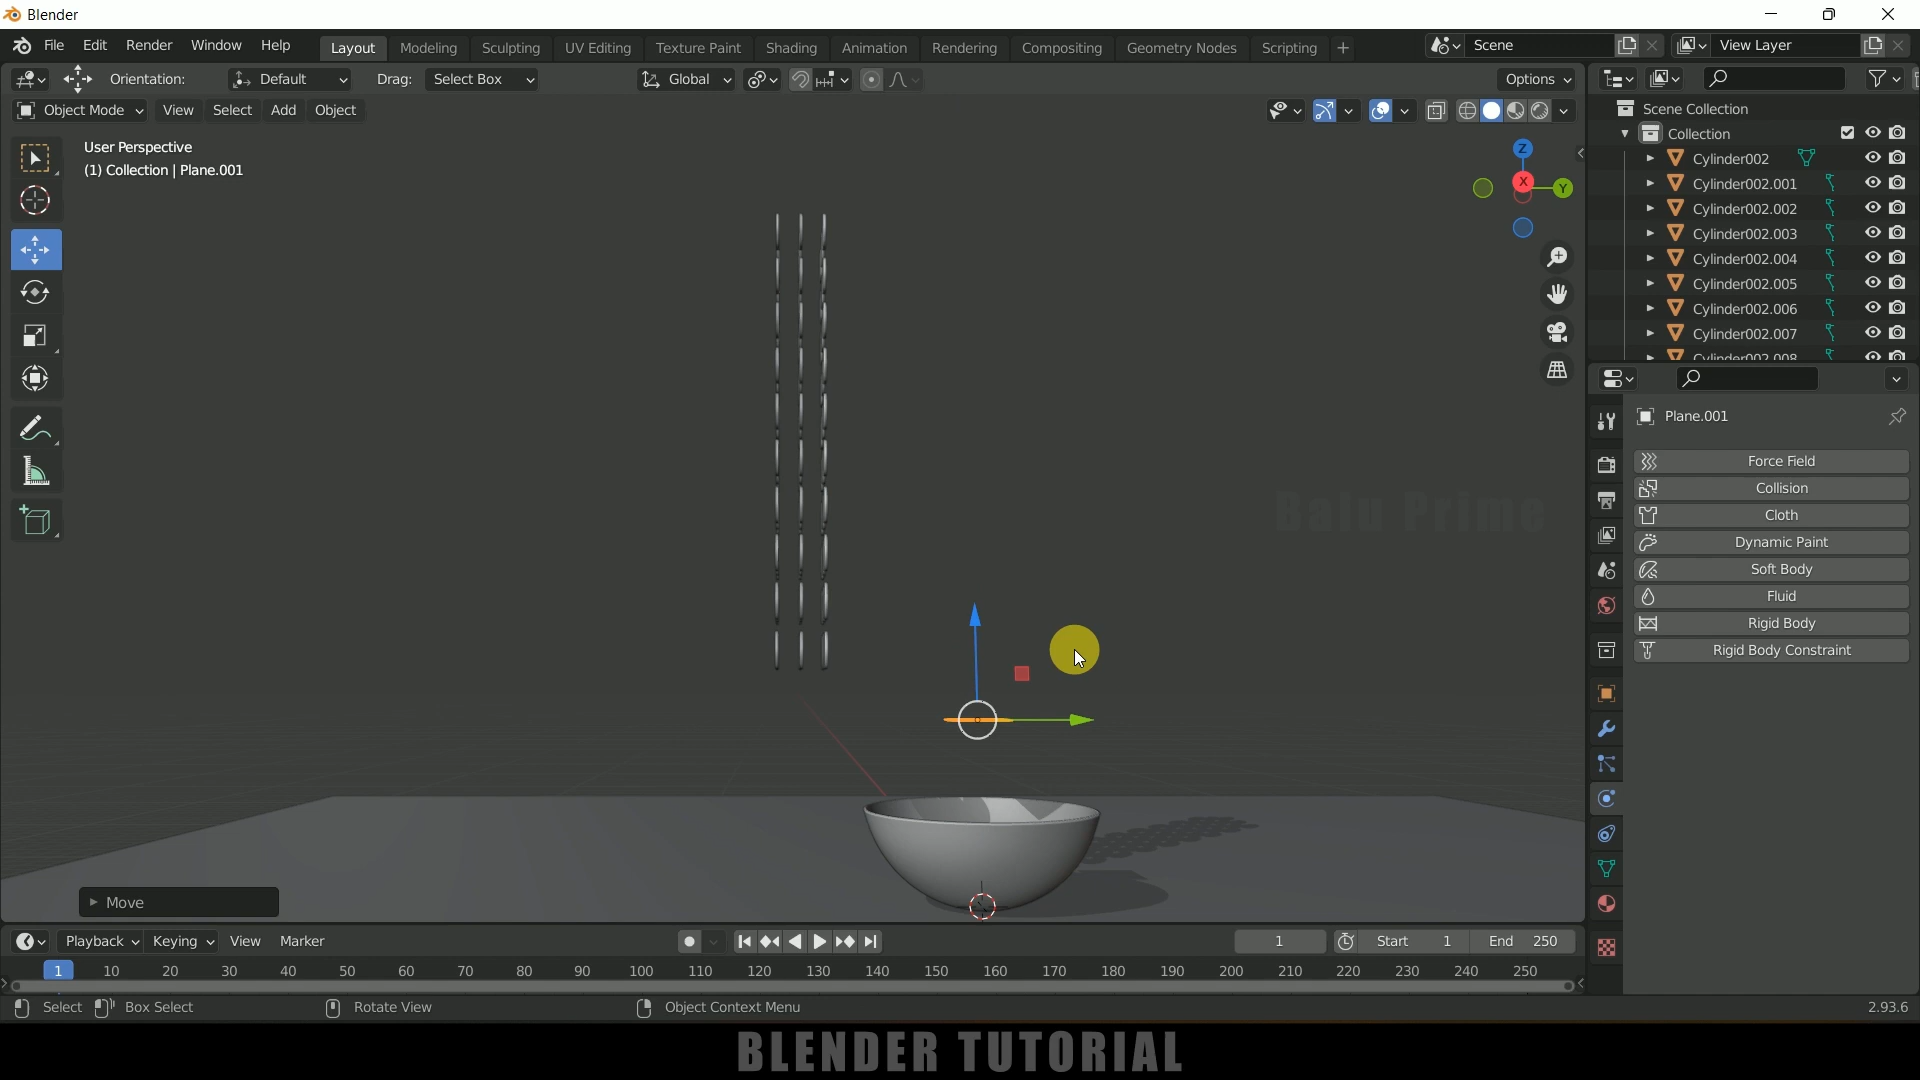 Blender
File Edit Render Window Help Layout Modeling Sculpting UV Editing Texture Paint Shading Animation Rendering Compositing Geometry Nodes Scripting + Scene View Layer
Orientation: Default Drag: Select Box Global Options
Object Mode View Select Add Object
User Perspective
(1) Collection | Plane.001
Z
X
Y
Scene Collection
Collection
Cylinder002
Cylinder002.001
Cylinder002.002
Cylinder002.003
Cylinder002.004
Cylinder002.005
Cylinder002.006
Cylinder002.007
Cylinder002.008
Plane.001
Force Field
Collision
Cloth
Dynamic Paint
Soft Body
Fluid
Rigid Body
Rigid Body Constraint
Balu Prime
Move
Playback Keying View Marker 1 Start 1 End 250
1 10 20 30 40 50 60 70 80 90 100 110 120 130 140 150 160 170 180 190 200 210 220 230 240 250
Select Box Select Rotate View Object Context Menu 2.93.6
BLENDER TUTORIAL